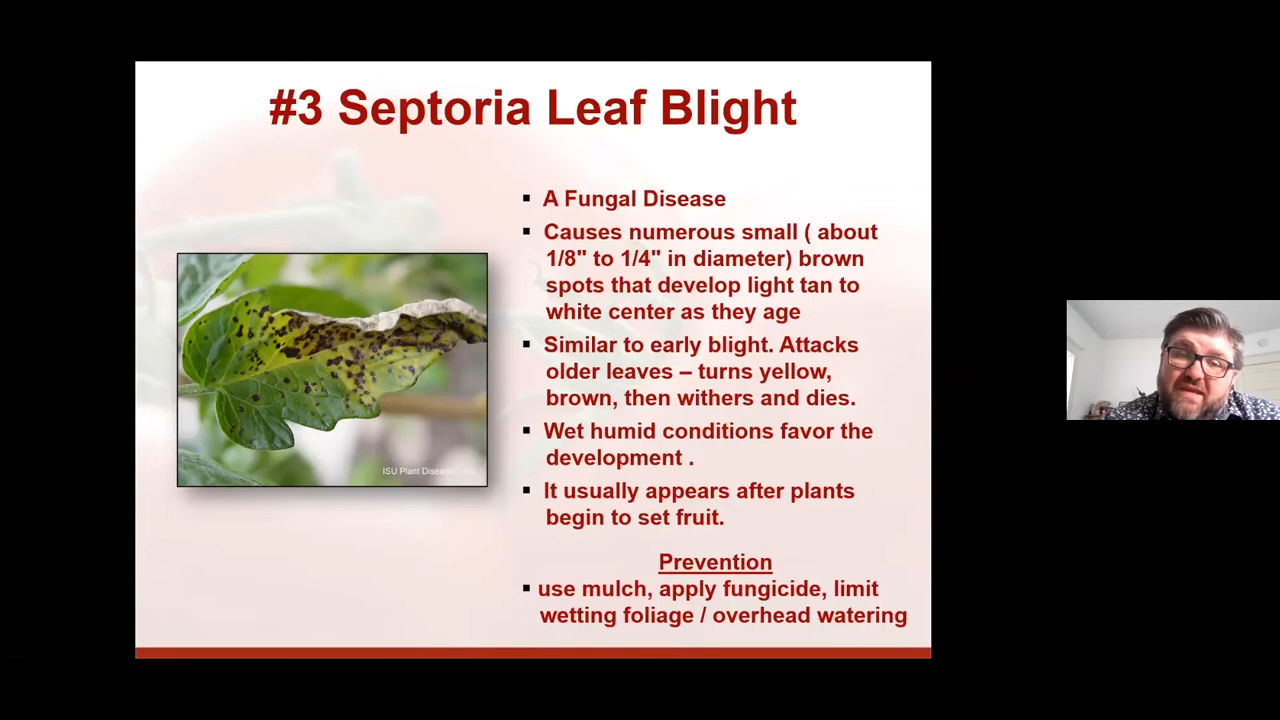 #3 Septoria Leaf Blight
▪ A Fungal Disease
▪ Causes numerous small ( about
1/8" to 1/4" in diameter) brown
spots that develop light tan to
white center as they age
▪ Similar to early blight. Attacks
older leaves – turns yellow,
brown, then withers and dies.
▪ Wet humid conditions favor the
development .
▪ It usually appears after plants
begin to set fruit.
Prevention
▪ use mulch, apply fungicide, limit
wetting foliage / overhead watering
ISU Plant